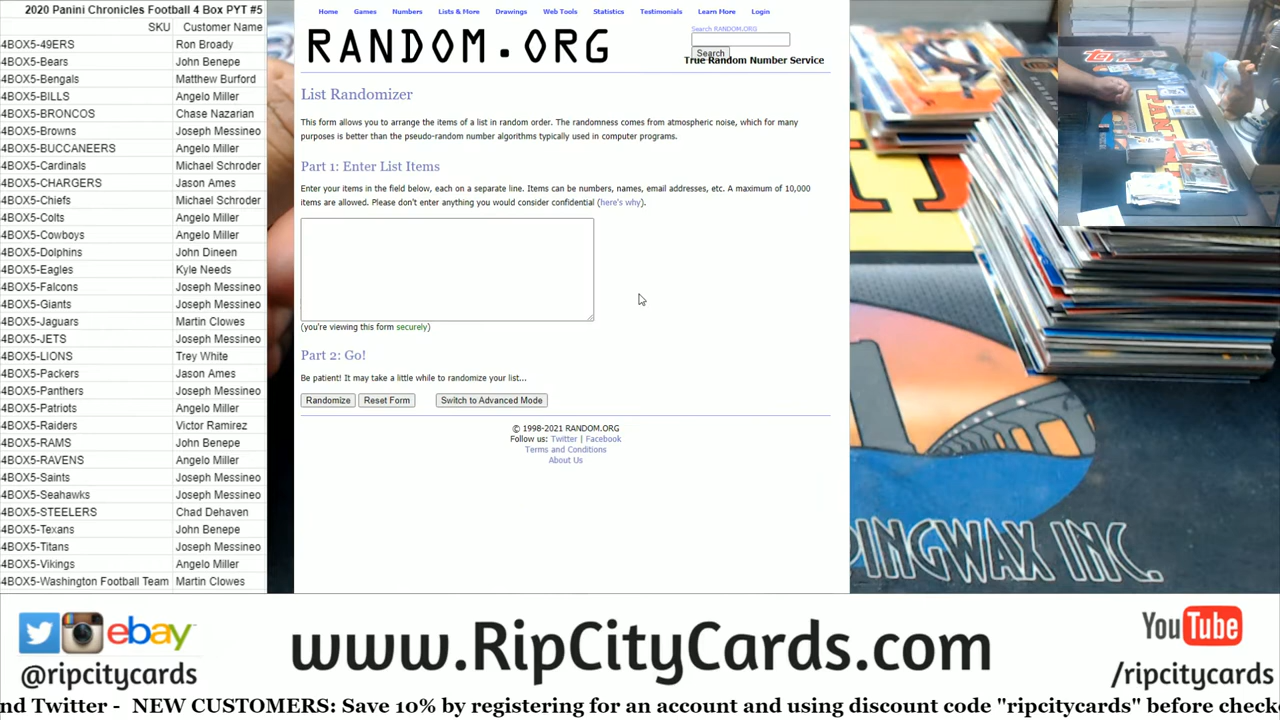 2020 Panini Chronicles Football 4 Box PYT #5
SKU Customer Name
4BOX5-49ERS Ron Broady
4BOX5-Bears John Benepe
4BOX5-Bengals Matthew Burford
4BOX5-BILLS Angelo Miller
4BOX5-BRONCOS Chase Nazarian
4BOX5-Browns Joseph Messineo
4BOX5-BUCCANEERS Angelo Miller
4BOX5-Cardinals Michael Schroder
4BOX5-CHARGERS Jason Ames
4BOX5-Chiefs Michael Schroder
4BOX5-Colts Angelo Miller
4BOX5-Cowboys Angelo Miller
4BOX5-Dolphins John Dineen
4BOX5-Eagles Kyle Needs
4BOX5-Falcons Joseph Messineo
4BOX5-Giants Joseph Messineo
4BOX5-Jaguars Martin Clowes
4BOX5-JETS Joseph Messineo
4BOX5-LIONS Trey White
4BOX5-Packers Jason Ames
4BOX5-Panthers Joseph Messineo
4BOX5-Patriots Angelo Miller
4BOX5-Raiders Victor Ramirez
4BOX5-RAMS John Benepe
4BOX5-RAVENS Angelo Miller
4BOX5-Saints Joseph Messineo
4BOX5-Seahawks Joseph Messineo
4BOX5-STEELERS Chad Dehaven
4BOX5-Texans John Benepe
4BOX5-Titans Joseph Messineo
4BOX5-Vikings Angelo Miller
4BOX5-Washington Football Team Martin Clowes
Home Games Numbers Lists & More Drawings Web Tools Statistics Testimonials Learn More Login
RANDOM.ORG
Search RANDOM.ORG
Search
True Random Number Service
List Randomizer
This form allows you to arrange the items of a list in random order. The randomness comes from atmospheric noise, which for many
purposes is better than the pseudo-random number algorithms typically used in computer programs.
Part 1: Enter List Items
Enter your items in the field below, each on a separate line. Items can be numbers, names, email addresses, etc. A maximum of 10,000
items are allowed. Please don't enter anything you would consider confidential (here's why).
(you're viewing this form securely)
Part 2: Go!
Be patient! It may take a little while to randomize your list...
Randomize Reset Form Switch to Advanced Mode
© 1998-2021 RANDOM.ORG
Follow us: Twitter | Facebook
Terms and Conditions
About Us
PINGWAX INC.
ebay
@ripcitycards
www.RipCityCards.com
YouTube
/ripcitycards
nd Twitter - NEW CUSTOMERS: Save 10% by registering for an account and using discount code "ripcitycards" before check